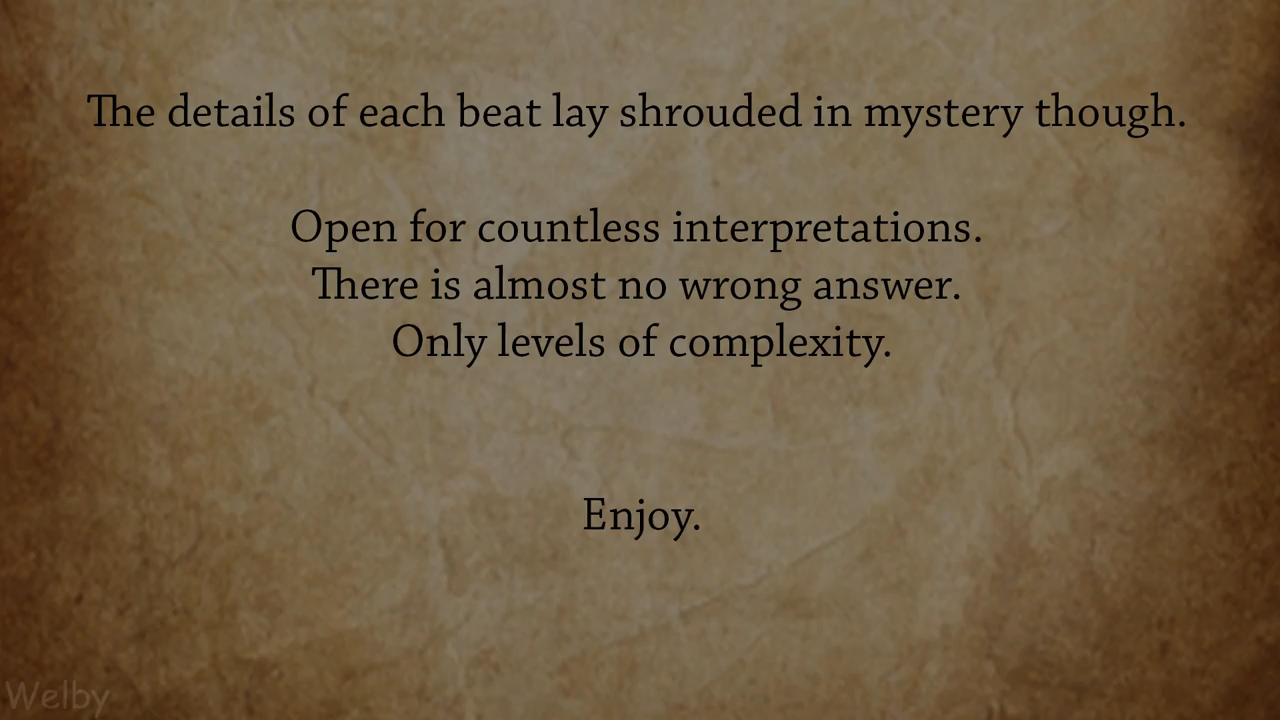 The details of each beat lay shrouded in mystery though.
Open for countless interpretations.
There is almost no wrong answer.
Only levels of complexity.
Enjoy.
Welby